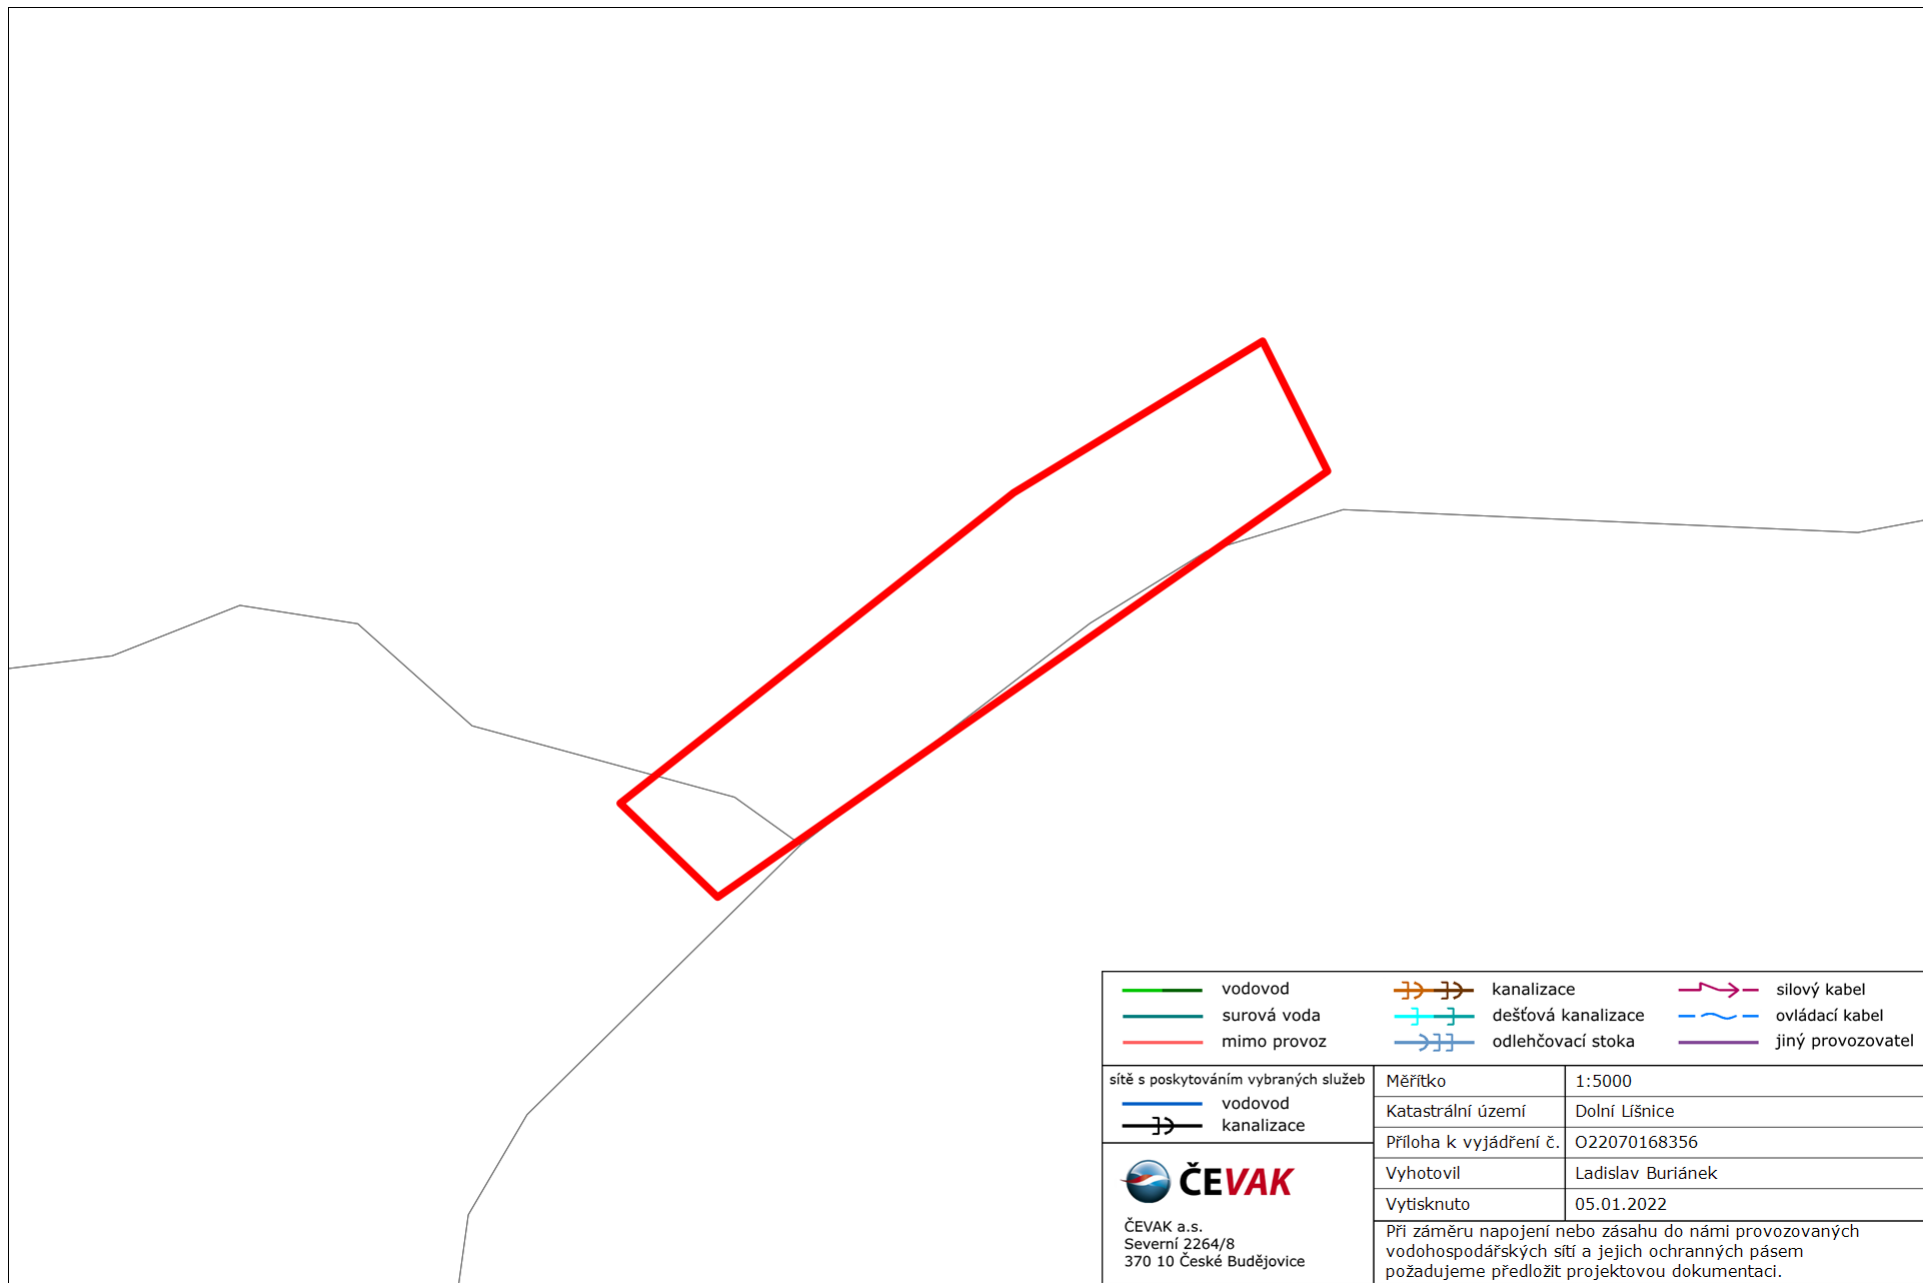 vodovod
surová voda
mimo provoz
kanalizace
dešťová kanalizace
odlehčovací stoka
silový kabel
ovládací kabel
jiný provozovatel
sítě s poskytováním vybraných služeb
vodovod
kanalizace
ČEVAK
ČEVAK a.s.
Severní 2264/8
370 10 České Budějovice
Měřítko 1:5000
Katastrální území Dolní Líšnice
Příloha k vyjádření č. O22070168356
Vyhotovil Ladislav Buriánek
Vytisknuto 05.01.2022
Při záměru napojení nebo zásahu do námi provozovaných
vodohospodářských sítí a jejich ochranných pásem
požadujeme předložit projektovou dokumentaci.